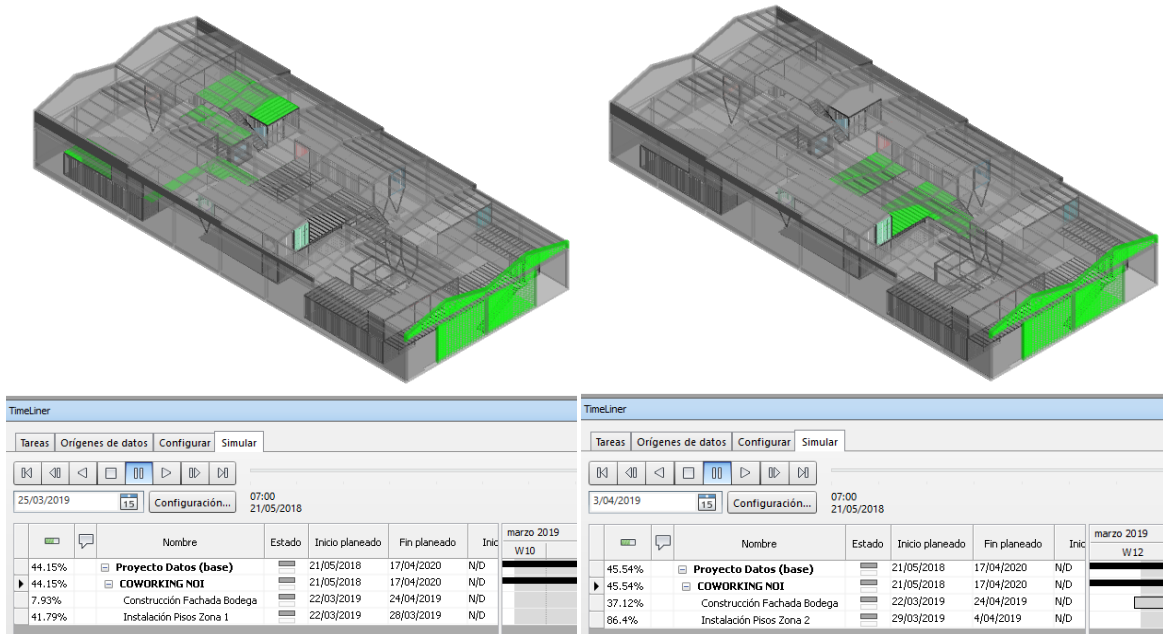 TimeLiner
Tareas Orígenes de datos Configurar Simular
25/03/2019 15 Configuración... 07:00
21/05/2018
Nombre Estado Inicio planeado Fin planeado Inic marzo 2019
W10
44.15% Proyecto Datos (base) 21/05/2018 17/04/2020 N/D
44.15% COWORKING NOI 21/05/2018 17/04/2020 N/D
7.93% Construcción Fachada Bodega 22/03/2019 24/04/2019 N/D
41.79% Instalación Pisos Zona 1 22/03/2019 28/03/2019 N/D
TimeLiner
Tareas Orígenes de datos Configurar Simular
3/04/2019 15 Configuración... 07:00
21/05/2018
Nombre Estado Inicio planeado Fin planeado Inic marzo 2019
W12
45.54% Proyecto Datos (base) 21/05/2018 17/04/2020 N/D
45.54% COWORKING NOI 21/05/2018 17/04/2020 N/D
37.12% Construcción Fachada Bodega 22/03/2019 24/04/2019 N/D
86.4% Instalación Pisos Zona 2 29/03/2019 4/04/2019 N/D